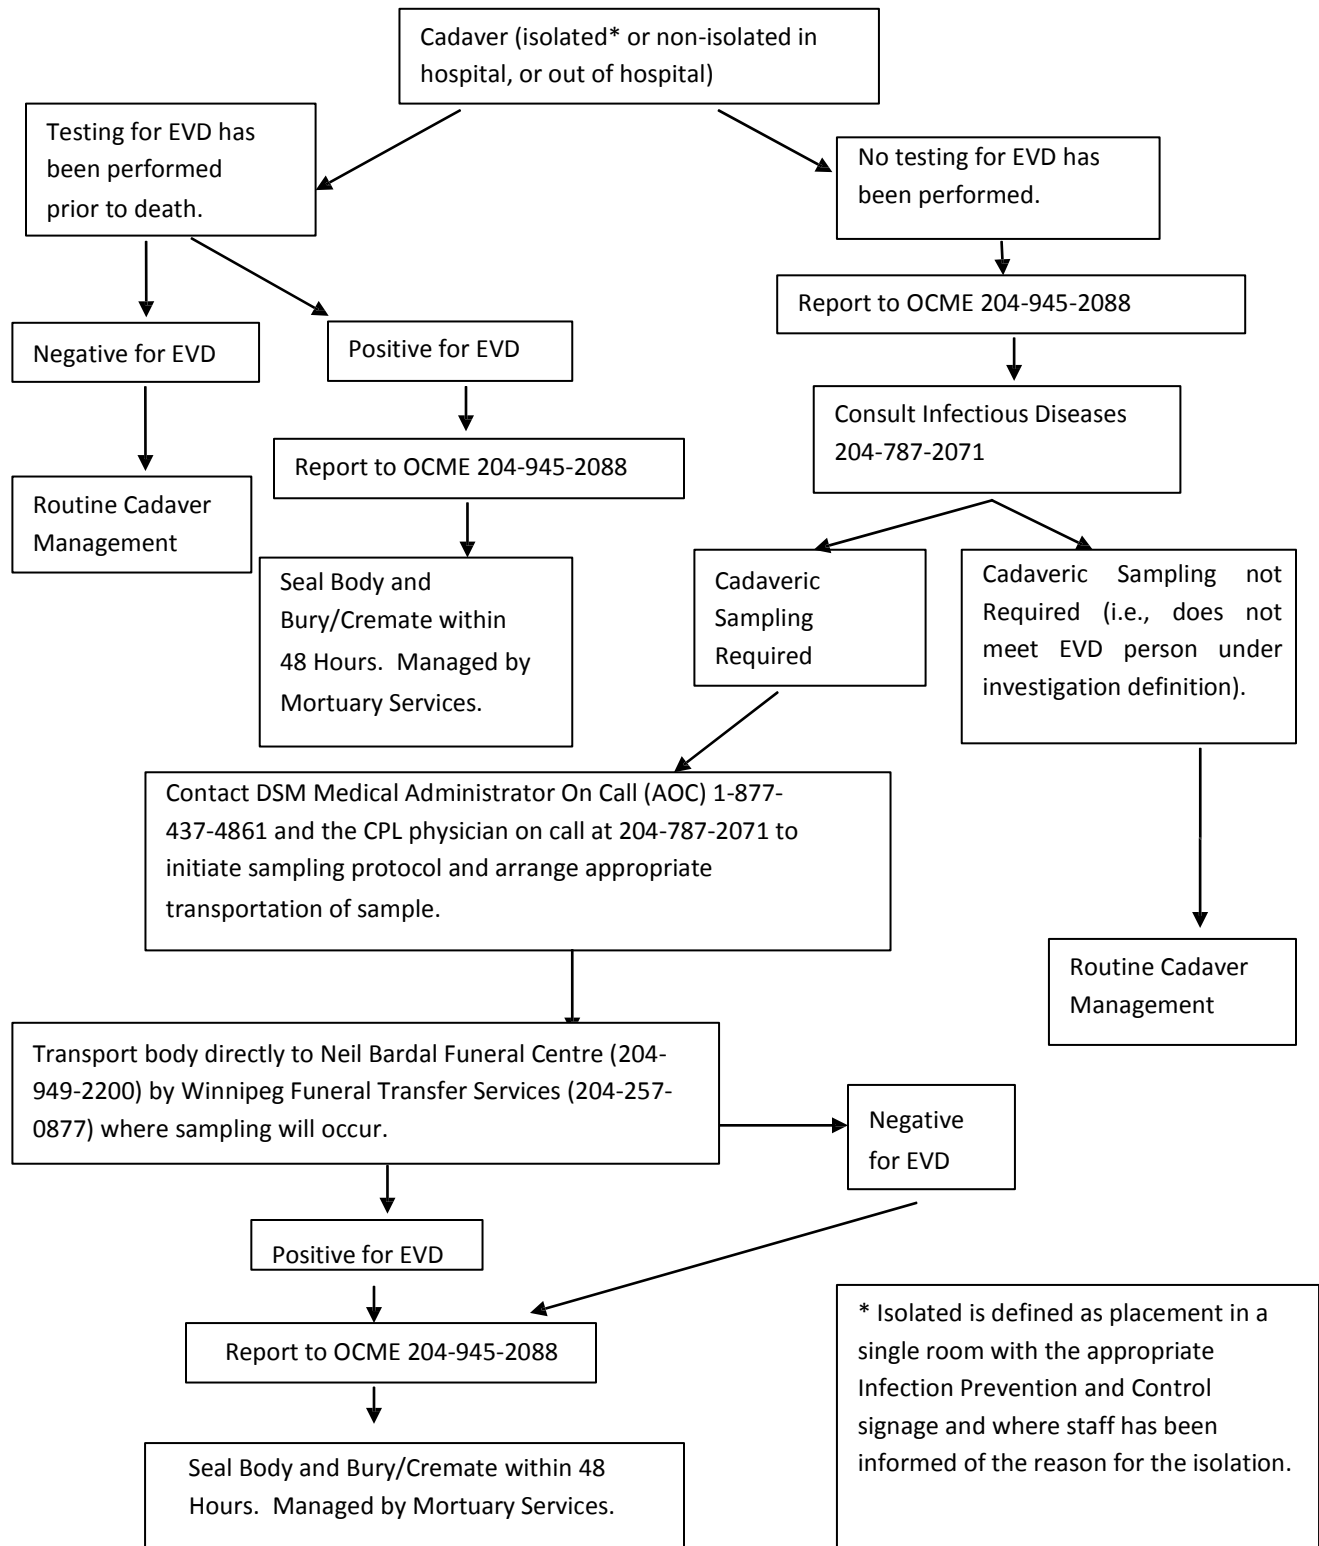 Cadaver (isolated* or non-isolated in
hospital, or out of hospital)
Testing for EVD has
been performed
prior to death.
No testing for EVD has
been performed.
Report to OCME 204-945-2088
Negative for EVD
Positive for EVD
Consult Infectious Diseases
204-787-2071
Report to OCME 204-945-2088
Routine Cadaver
Management
Seal Body and
Bury/Cremate within
48 Hours.  Managed by
Mortuary Services.
Cadaveric
Sampling
Required
Cadaveric Sampling not
Required (i.e., does not
meet EVD person under
investigation definition).
Contact DSM Medical Administrator On Call (AOC) 1-877-
437-4861 and the CPL physician on call at 204-787-2071 to
initiate sampling protocol and arrange appropriate
transportation of sample.
Routine Cadaver
Management
Transport body directly to Neil Bardal Funeral Centre (204-
949-2200) by Winnipeg Funeral Transfer Services (204-257-
0877) where sampling will occur.
Negative
for EVD
Positive for EVD
Report to OCME 204-945-2088
Seal Body and Bury/Cremate within 48
Hours.  Managed by Mortuary Services.
* Isolated is defined as placement in a
single room with the appropriate
Infection Prevention and Control
signage and where staff has been
informed of the reason for the isolation.